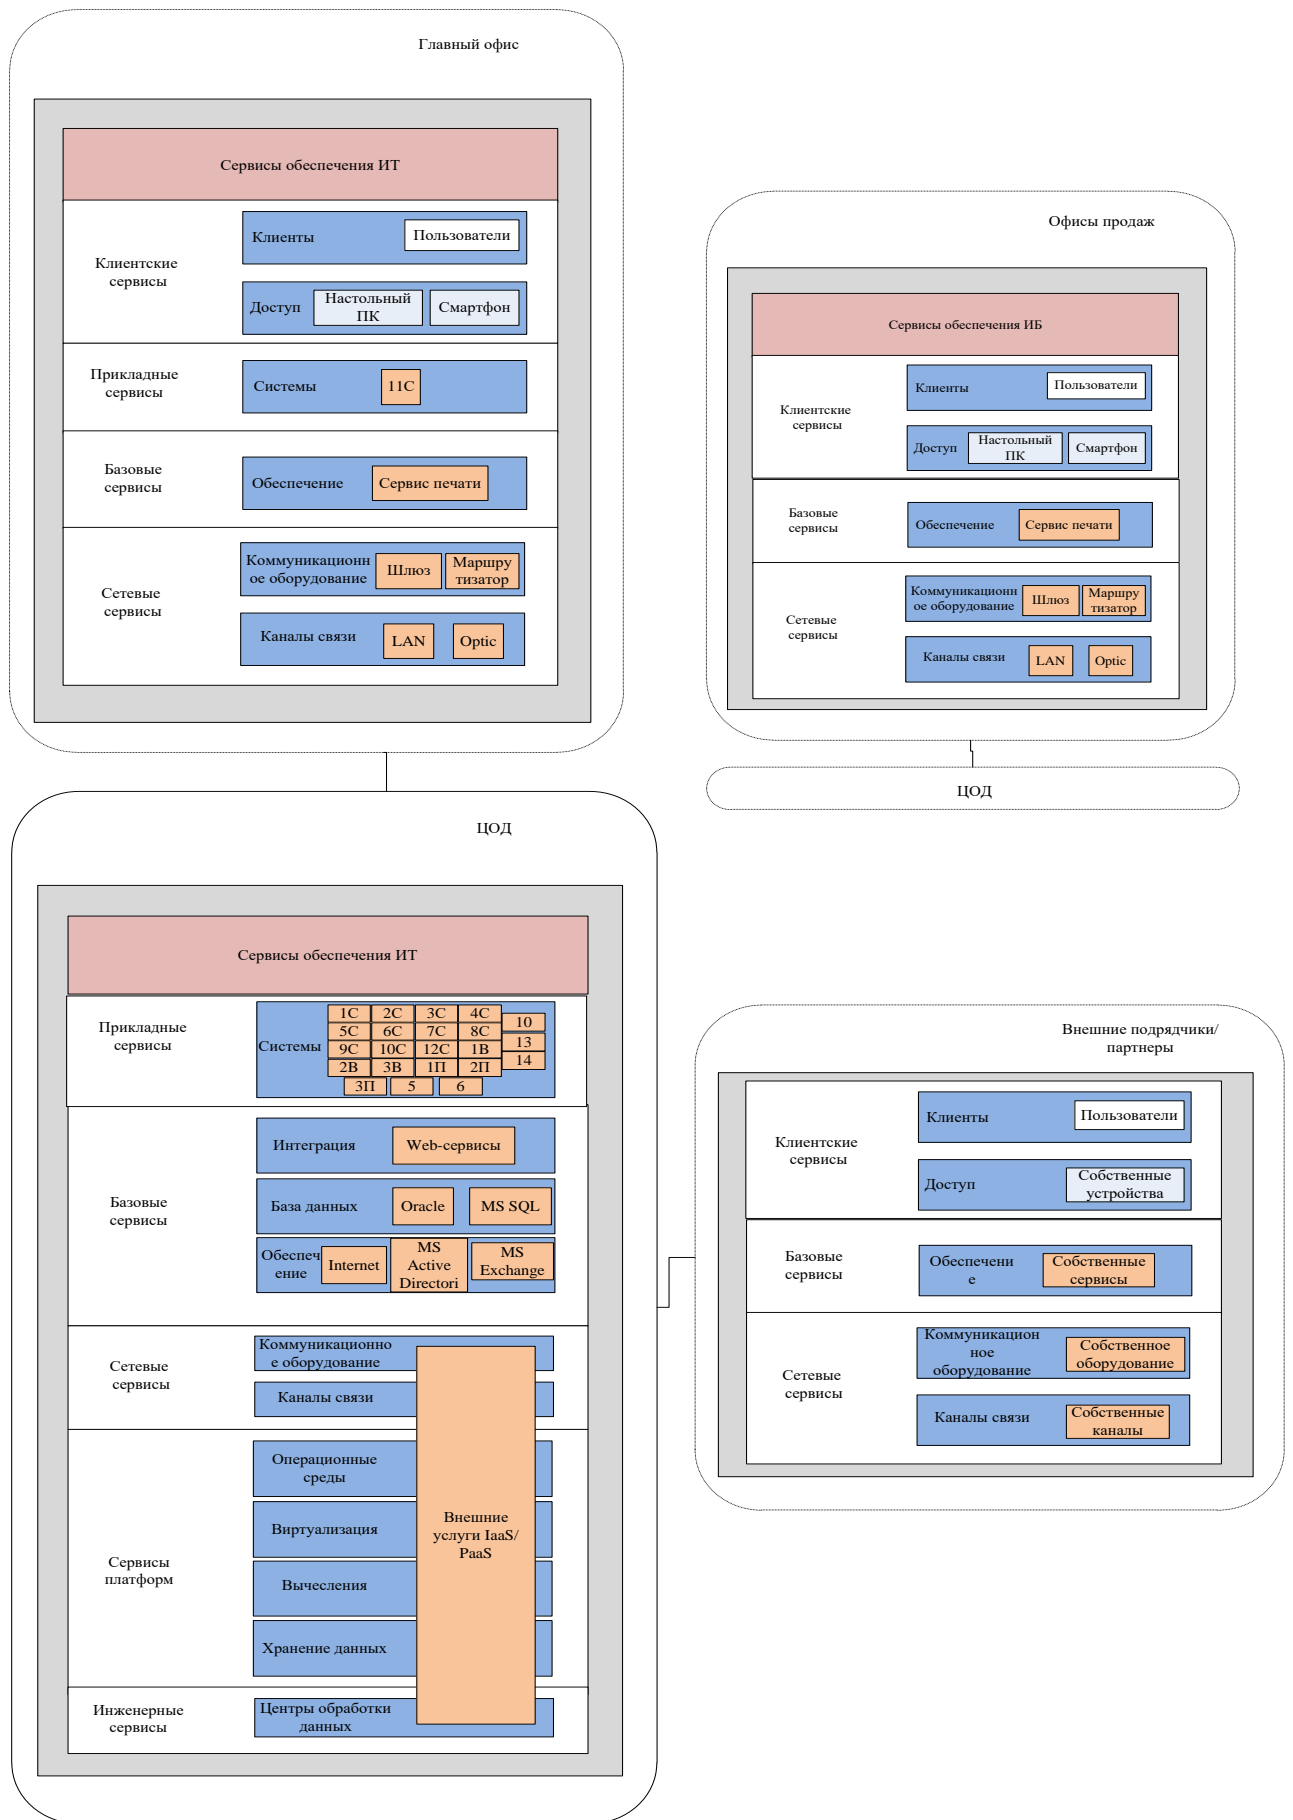 Главный офис
Сервисы обеспечения ИТ
Клиентские
сервисы
Клиенты
Пользователи
Доступ
Настольный
ПК
Смартфон
Прикладные
сервисы
Системы
11С
Базовые
сервисы
Обеспечение
Сервис печати
Сетевые
сервисы
Коммуникационн
ое оборудование
Шлюз
Маршру
тизатор
Каналы связи
LAN
Optic
Офисы продаж
Сервисы обеспечения ИБ
Клиентские
сервисы
Клиенты
Пользователи
Доступ
Настольный
ПК
Смартфон
Базовые
сервисы
Обеспечение
Сервис печати
Сетевые
сервисы
Коммуникационн
ое оборудование
Шлюз
Маршру
тизатор
Каналы связи
LAN
Optic
ЦОД
ЦОД
Сервисы обеспечения ИТ
Прикладные
сервисы
Системы
1С 2С 3С 4С
5С 6С 7С 8С
9С 10С 12С 1В
2В 3В 1П 2П
3П 5 6
10
13
14
Базовые
сервисы
Интеграция
Web-сервисы
База данных
Oracle
MS SQL
Обеспеч
ение
Internet
MS
Active
Directori
MS
Exchange
Сетевые
сервисы
Коммуникационно
е оборудование
Каналы связи
Сервисы
платформ
Операционные
среды
Виртуализация
Вычесления
Хранение данных
Внешние
услуги IaaS/
PaaS
Инженерные
сервисы
Центры обработки
данных
Внешние подрядчики/
партнеры
Клиентские
сервисы
Клиенты
Пользователи
Доступ
Собственные
устройства
Базовые
сервисы
Обеспечени
е
Собственные
сервисы
Сетевые
сервисы
Коммуникацион
ное
оборудование
Собственное
оборудование
Каналы связи
Собственные
каналы